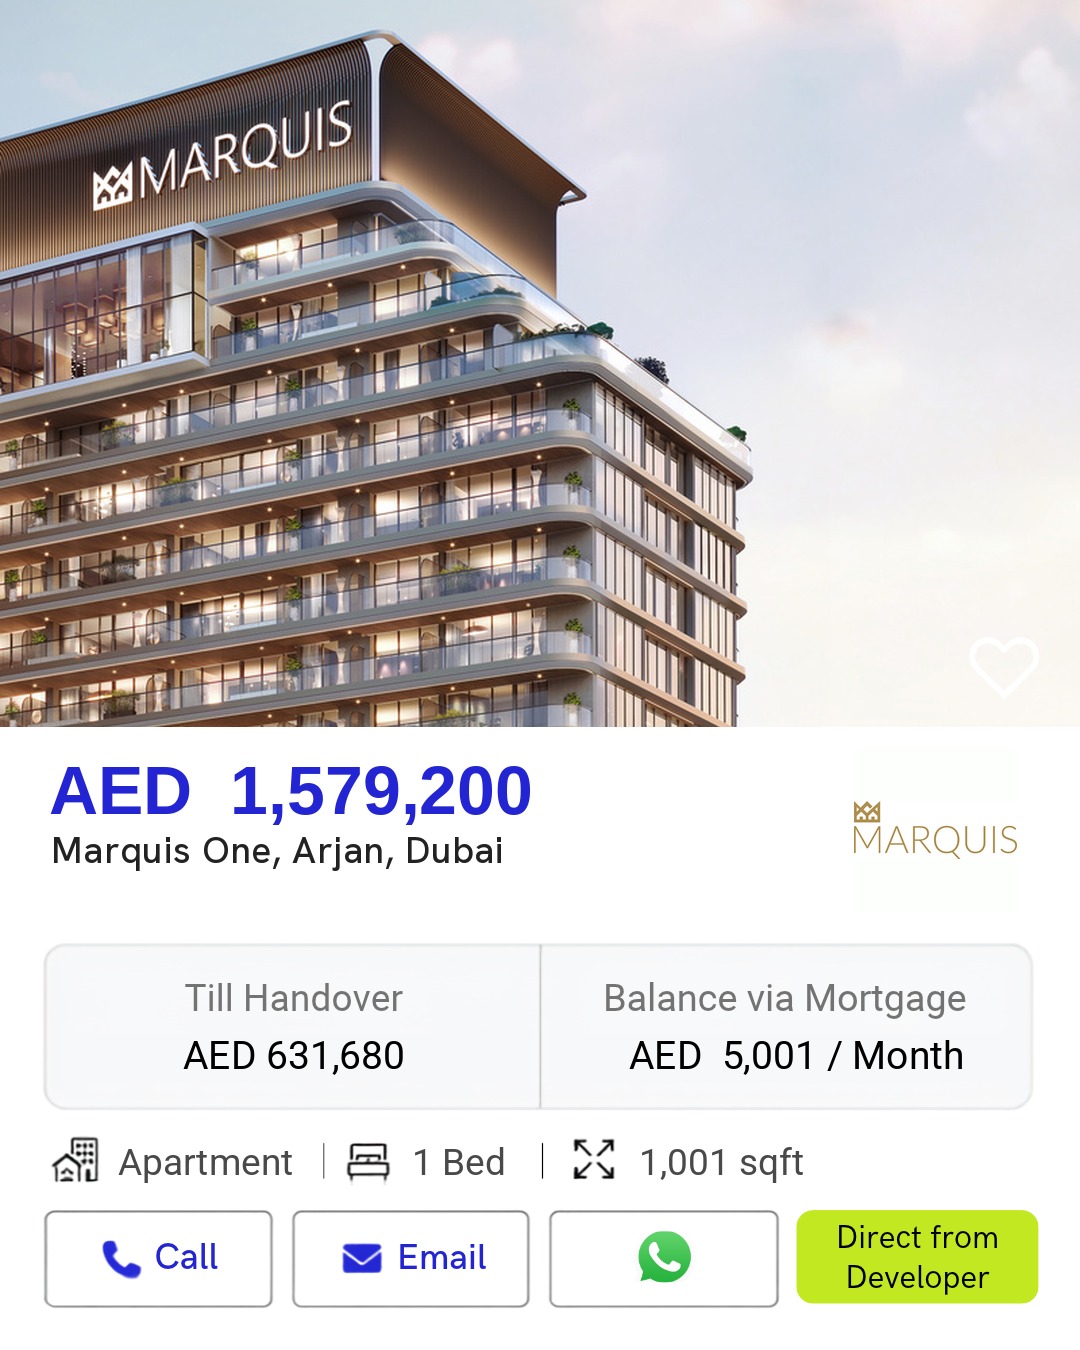 MARQUIS
AED 1,579,200
Marquis One, Arjan, Dubai
MARQUIS
Till Handover
AED 631,680
Balance via Mortgage
AED 5,001 / Month
Apartment
1 Bed
1,001 sqft
Call
Email
Direct from
Developer